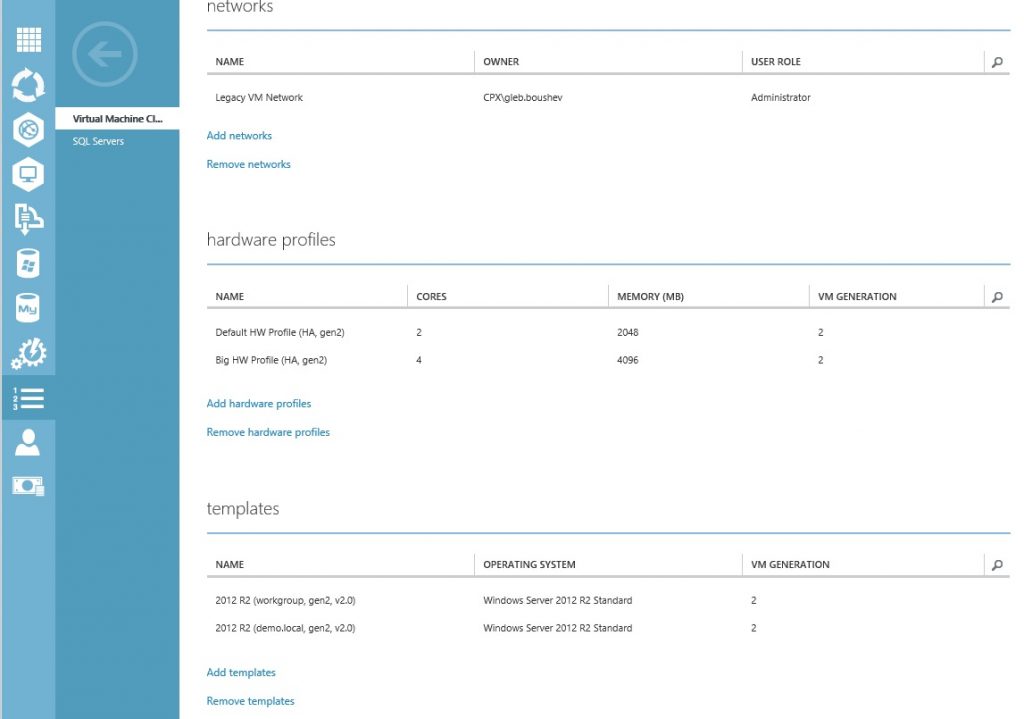 networks
NAME OWNER USER ROLE
Legacy VM Network CPX\gleb.boushev Administrator
Add networks
Remove networks
Virtual Machine Cl...
SQL Servers
My
1
2
3
hardware profiles
NAME CORES MEMORY (MB) VM GENERATION
Default HW Profile (HA, gen2) 2 2048 2
Big HW Profile (HA, gen2) 4 4096 2
Add hardware profiles
Remove hardware profiles
templates
NAME OPERATING SYSTEM VM GENERATION
2012 R2 (workgroup, gen2, v2.0) Windows Server 2012 R2 Standard 2
2012 R2 (demo.local, gen2, v2.0) Windows Server 2012 R2 Standard 2
Add templates
Remove templates